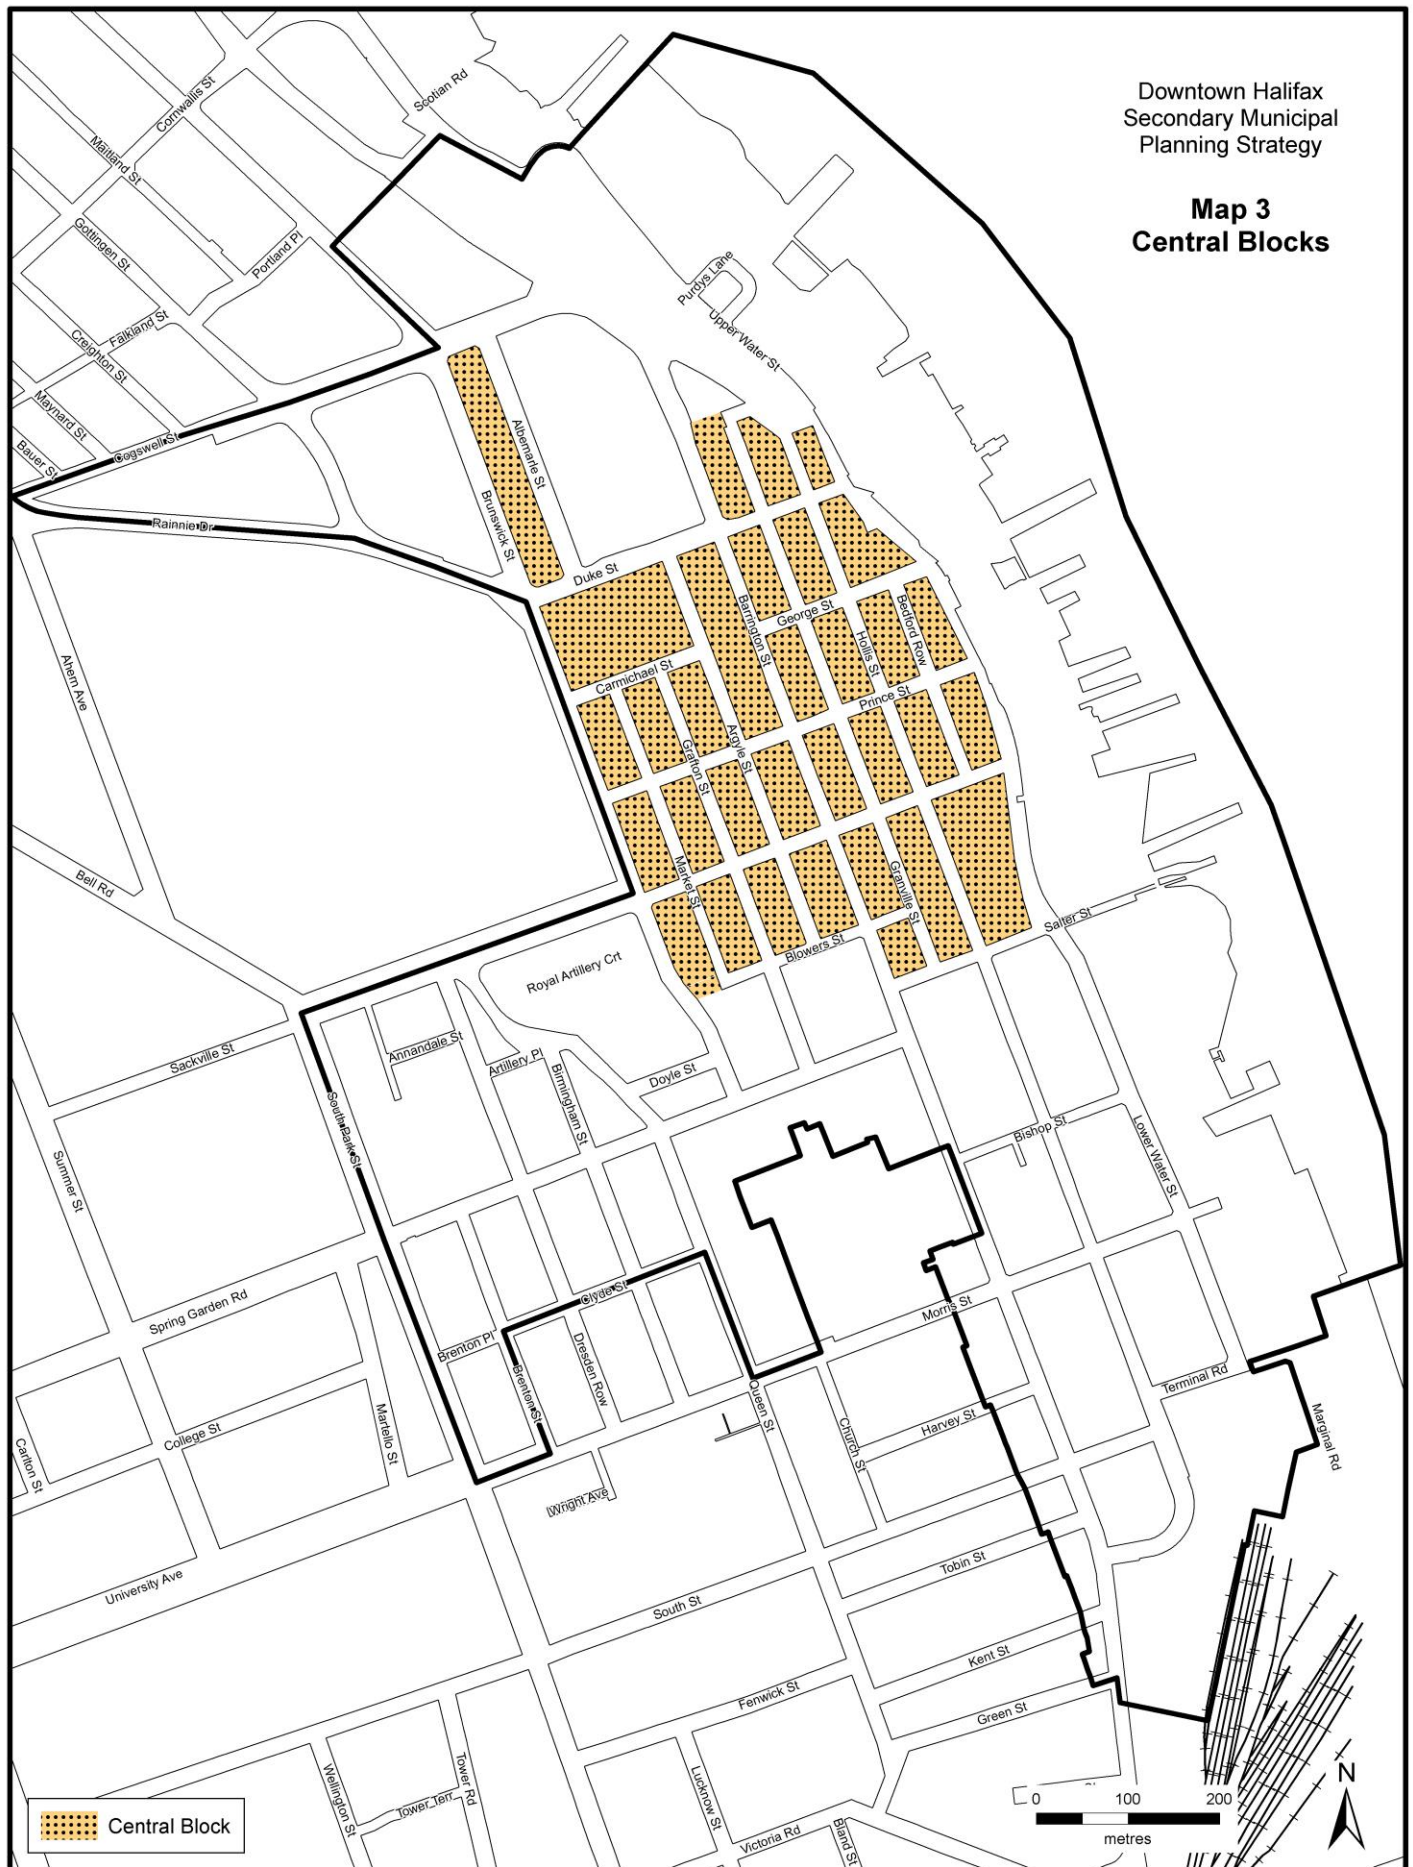 Downtown Halifax
Secondary Municipal
Planning Strategy
Map 3
Central Blocks
Scotian Rd
Cornwallis St
Maitland St
Gottingen St
Portland Pl
Purdys Lane
Upper Water St
Falkland St
Creighton St
Maynard St
Bauer St
Cogswell St
Albemarle St
Brunswick St
Rainnie Dr
Duke St
George St
Barrington St
Hollis St
Bedford Row
Carmichael St
Prince St
Ahern Ave
Argyle St
Grafton St
Market St
Granville St
Bell Rd
Salter St
Blowers St
Royal Artillery Crt
Sackville St
Annandale St
Artillery Pl
Birmingham St
Doyle St
South Park St
Bishop St
Lower Water St
Summer St
Spring Garden Rd
Clyde St
Morris St
Brenton Pl
Brenton St
Dresden Row
Queen St
Terminal Rd
Marginal Rd
Martello St
College St
Carlton St
Church St
Harvey St
Wright Ave
Tobin St
University Ave
South St
Kent St
Fenwick St
Green St
Wellington St
Tower Rd
Tower Terr
Lucknow St
Victoria Rd
Bland St
Central Block
0 100 200
metres
N